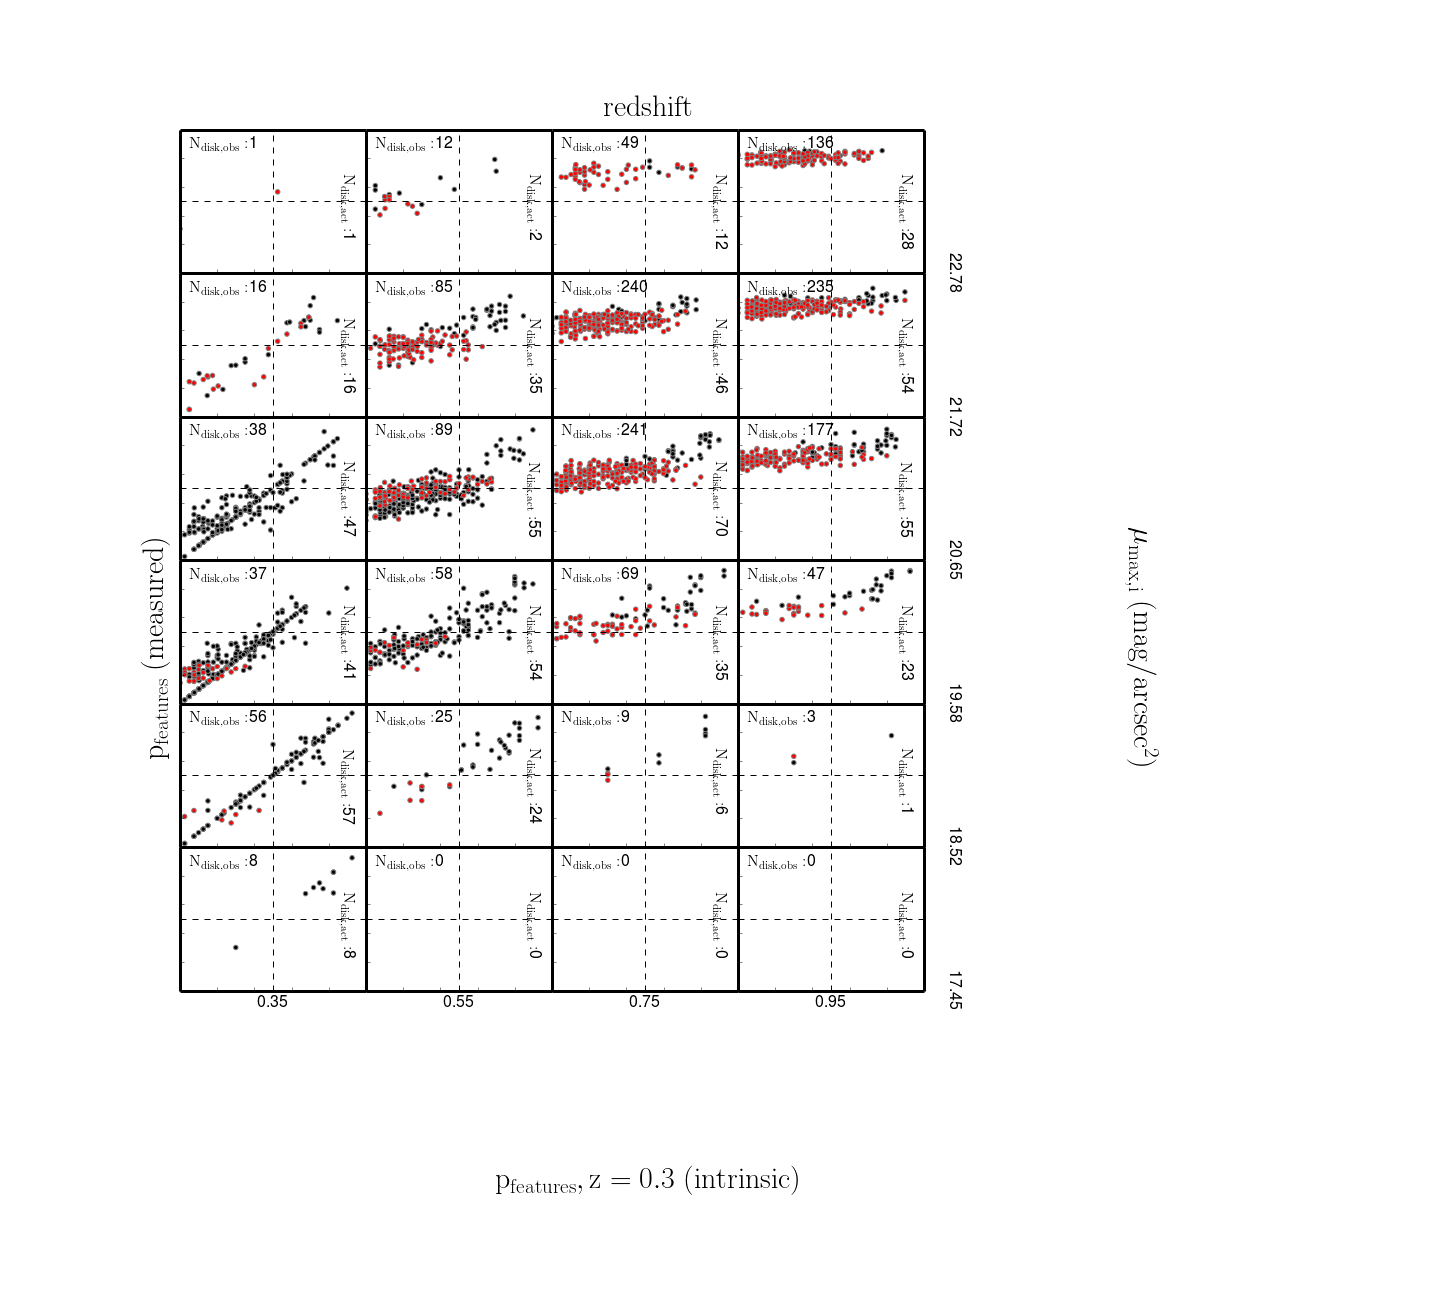 redshift
N_disk,obs :1
N_disk,obs :12
N_disk,obs :49
N_disk,obs :136
N_disk,act :1
N_disk,act :2
N_disk,act :12
N_disk,act :28
22.78
N_disk,obs :16
N_disk,obs :85
N_disk,obs :240
N_disk,obs :235
N_disk,act :16
N_disk,act :35
N_disk,act :46
N_disk,act :54
21.72
N_disk,obs :38
N_disk,obs :89
N_disk,obs :241
N_disk,obs :177
N_disk,act :47
N_disk,act :55
N_disk,act :70
N_disk,act :55
20.65
N_disk,obs :37
N_disk,obs :58
N_disk,obs :69
N_disk,obs :47
N_disk,act :41
N_disk,act :54
N_disk,act :35
N_disk,act :23
19.58
N_disk,obs :56
N_disk,obs :25
N_disk,obs :9
N_disk,obs :3
N_disk,act :57
N_disk,act :24
N_disk,act :6
N_disk,act :1
18.52
N_disk,obs :8
N_disk,obs :0
N_disk,obs :0
N_disk,obs :0
N_disk,act :8
N_disk,act :0
N_disk,act :0
N_disk,act :0
17.45
0.35
0.55
0.75
0.95
p_features (measured)
μ_max,i (mag/arcsec²)
p_features, z = 0.3 (intrinsic)